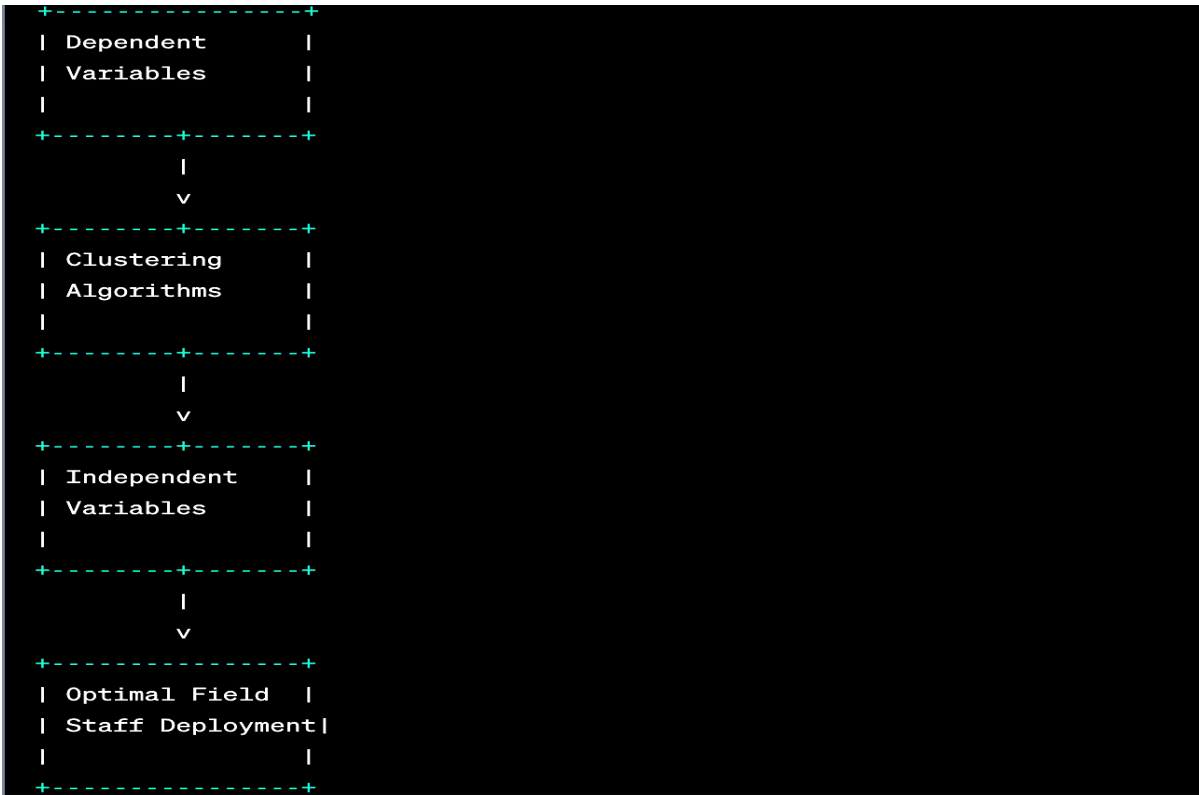 +----------------+
| Dependent      |
| Variables      |
|                |
+--------+-------+
         |
         v
+--------+-------+
| Clustering     |
| Algorithms     |
|                |
+--------+-------+
         |
         v
+--------+-------+
| Independent    |
| Variables      |
|                |
+--------+-------+
         |
         v
+----------------+
| Optimal Field  |
| Staff Deployment|
|                |
+----------------+